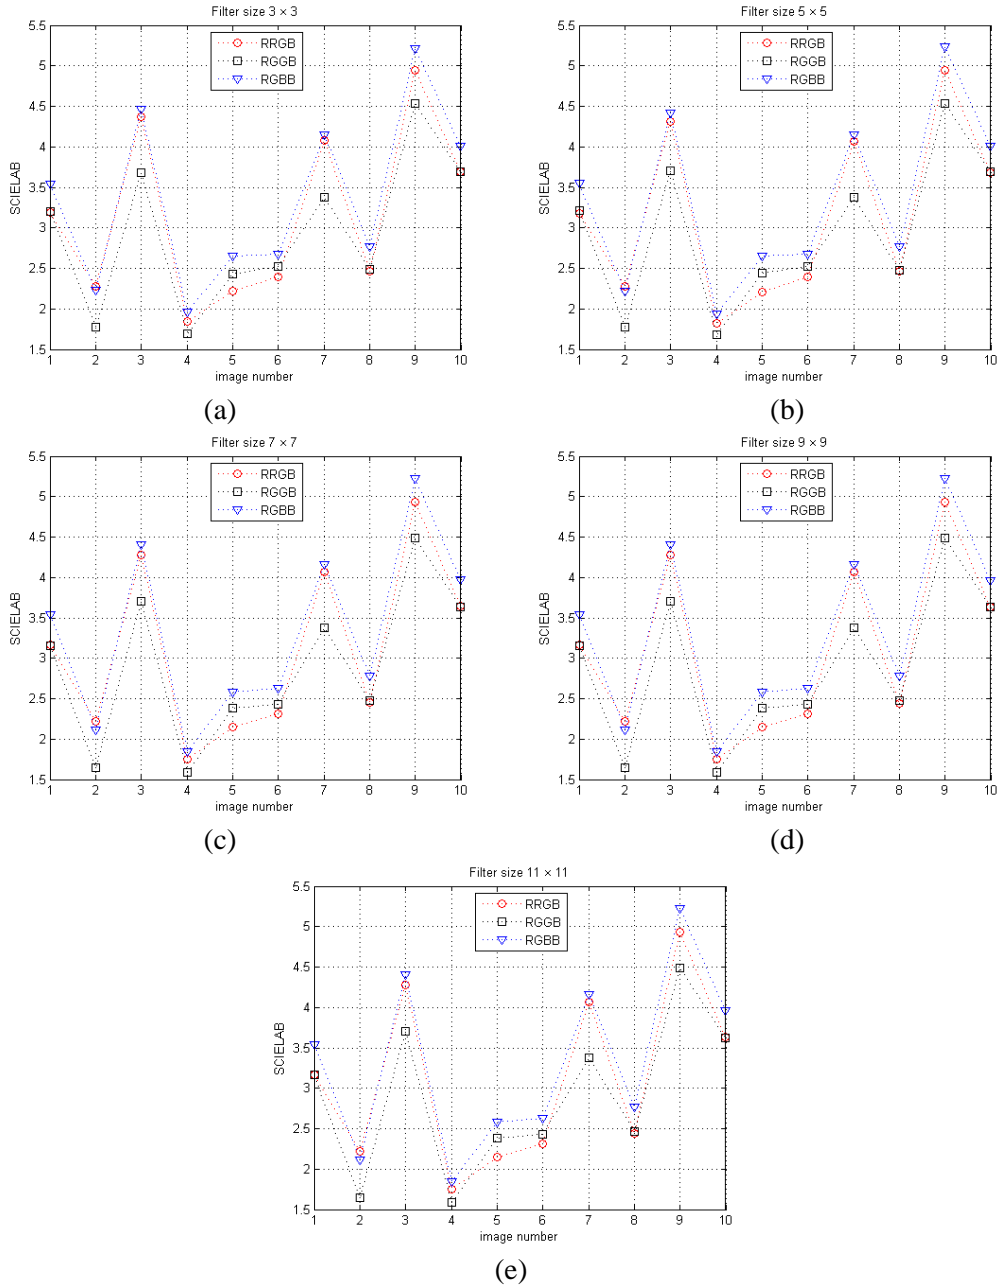 Filter size 3 × 3
5.5
5
4.5
4
3.5
3
2.5
2
1.5
SCIELAB
RRGB
RGGB
RGBB
1 2 3 4 5 6 7 8 9 10
image number
(a)
Filter size 5 × 5
5.5
5
4.5
4
3.5
3
2.5
2
1.5
SCIELAB
RRGB
RGGB
RGBB
1 2 3 4 5 6 7 8 9 10
image number
(b)
Filter size 7 × 7
5.5
5
4.5
4
3.5
3
2.5
2
1.5
SCIELAB
RRGB
RGGB
RGBB
1 2 3 4 5 6 7 8 9 10
image number
(c)
Filter size 9 × 9
5.5
5
4.5
4
3.5
3
2.5
2
1.5
SCIELAB
RRGB
RGGB
RGBB
1 2 3 4 5 6 7 8 9 10
image number
(d)
Filter size 11 × 11
5.5
5
4.5
4
3.5
3
2.5
2
1.5
SCIELAB
RRGB
RGGB
RGBB
1 2 3 4 5 6 7 8 9 10
image number
(e)